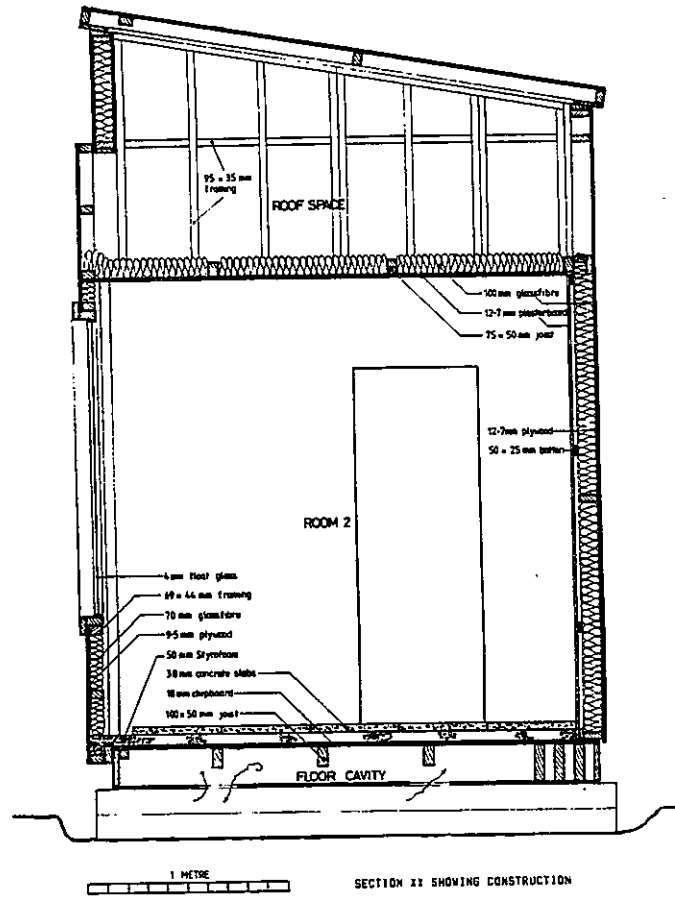 95 × 35 mm
framing
ROOF SPACE
100 mm glassfibre
12·7 mm plasterboard
75 × 50 mm joist
12·7mm plywood
50 × 25 mm batten
ROOM 2
4 mm float glass
69 × 44 mm framing
70 mm glassfibre
9·5 mm plywood
50 mm Styrofoam
38 mm concrete slabs
18 mm chipboard
100 × 50 mm joist
FLOOR CAVITY
1 METRE
SECTION XX SHOWING CONSTRUCTION